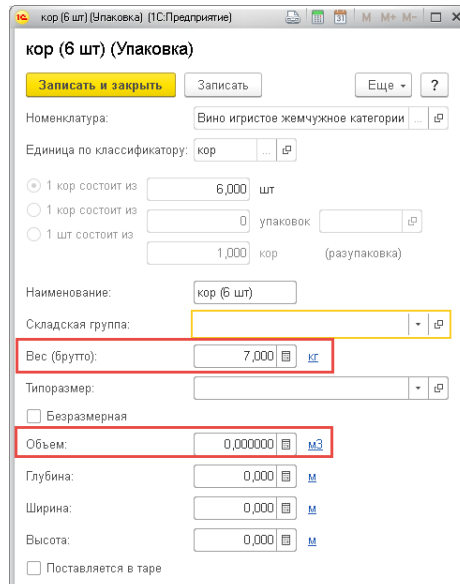 1С кор (6 шт) (Упаковка) (1С:Предприятие) 31 M M+ M-
кор (6 шт) (Упаковка)
Записать и закрыть Записать Еще ?
Номенклатура: Вино игристое жемчужное категории ...
Единица по классификатору: кор ...
1 кор состоит из 6,000 шт
1 кор состоит из 0 упаковок ...
1 шт состоит из
1,000 кор (разупаковка)
Наименование: кор (6 шт)
Складская группа:
Вес (брутто): 7,000 кг
Типоразмер:
Безразмерная
Объем: 0,000000 м3
Глубина: 0,000 м
Ширина: 0,000 м
Высота: 0,000 м
Поставляется в таре